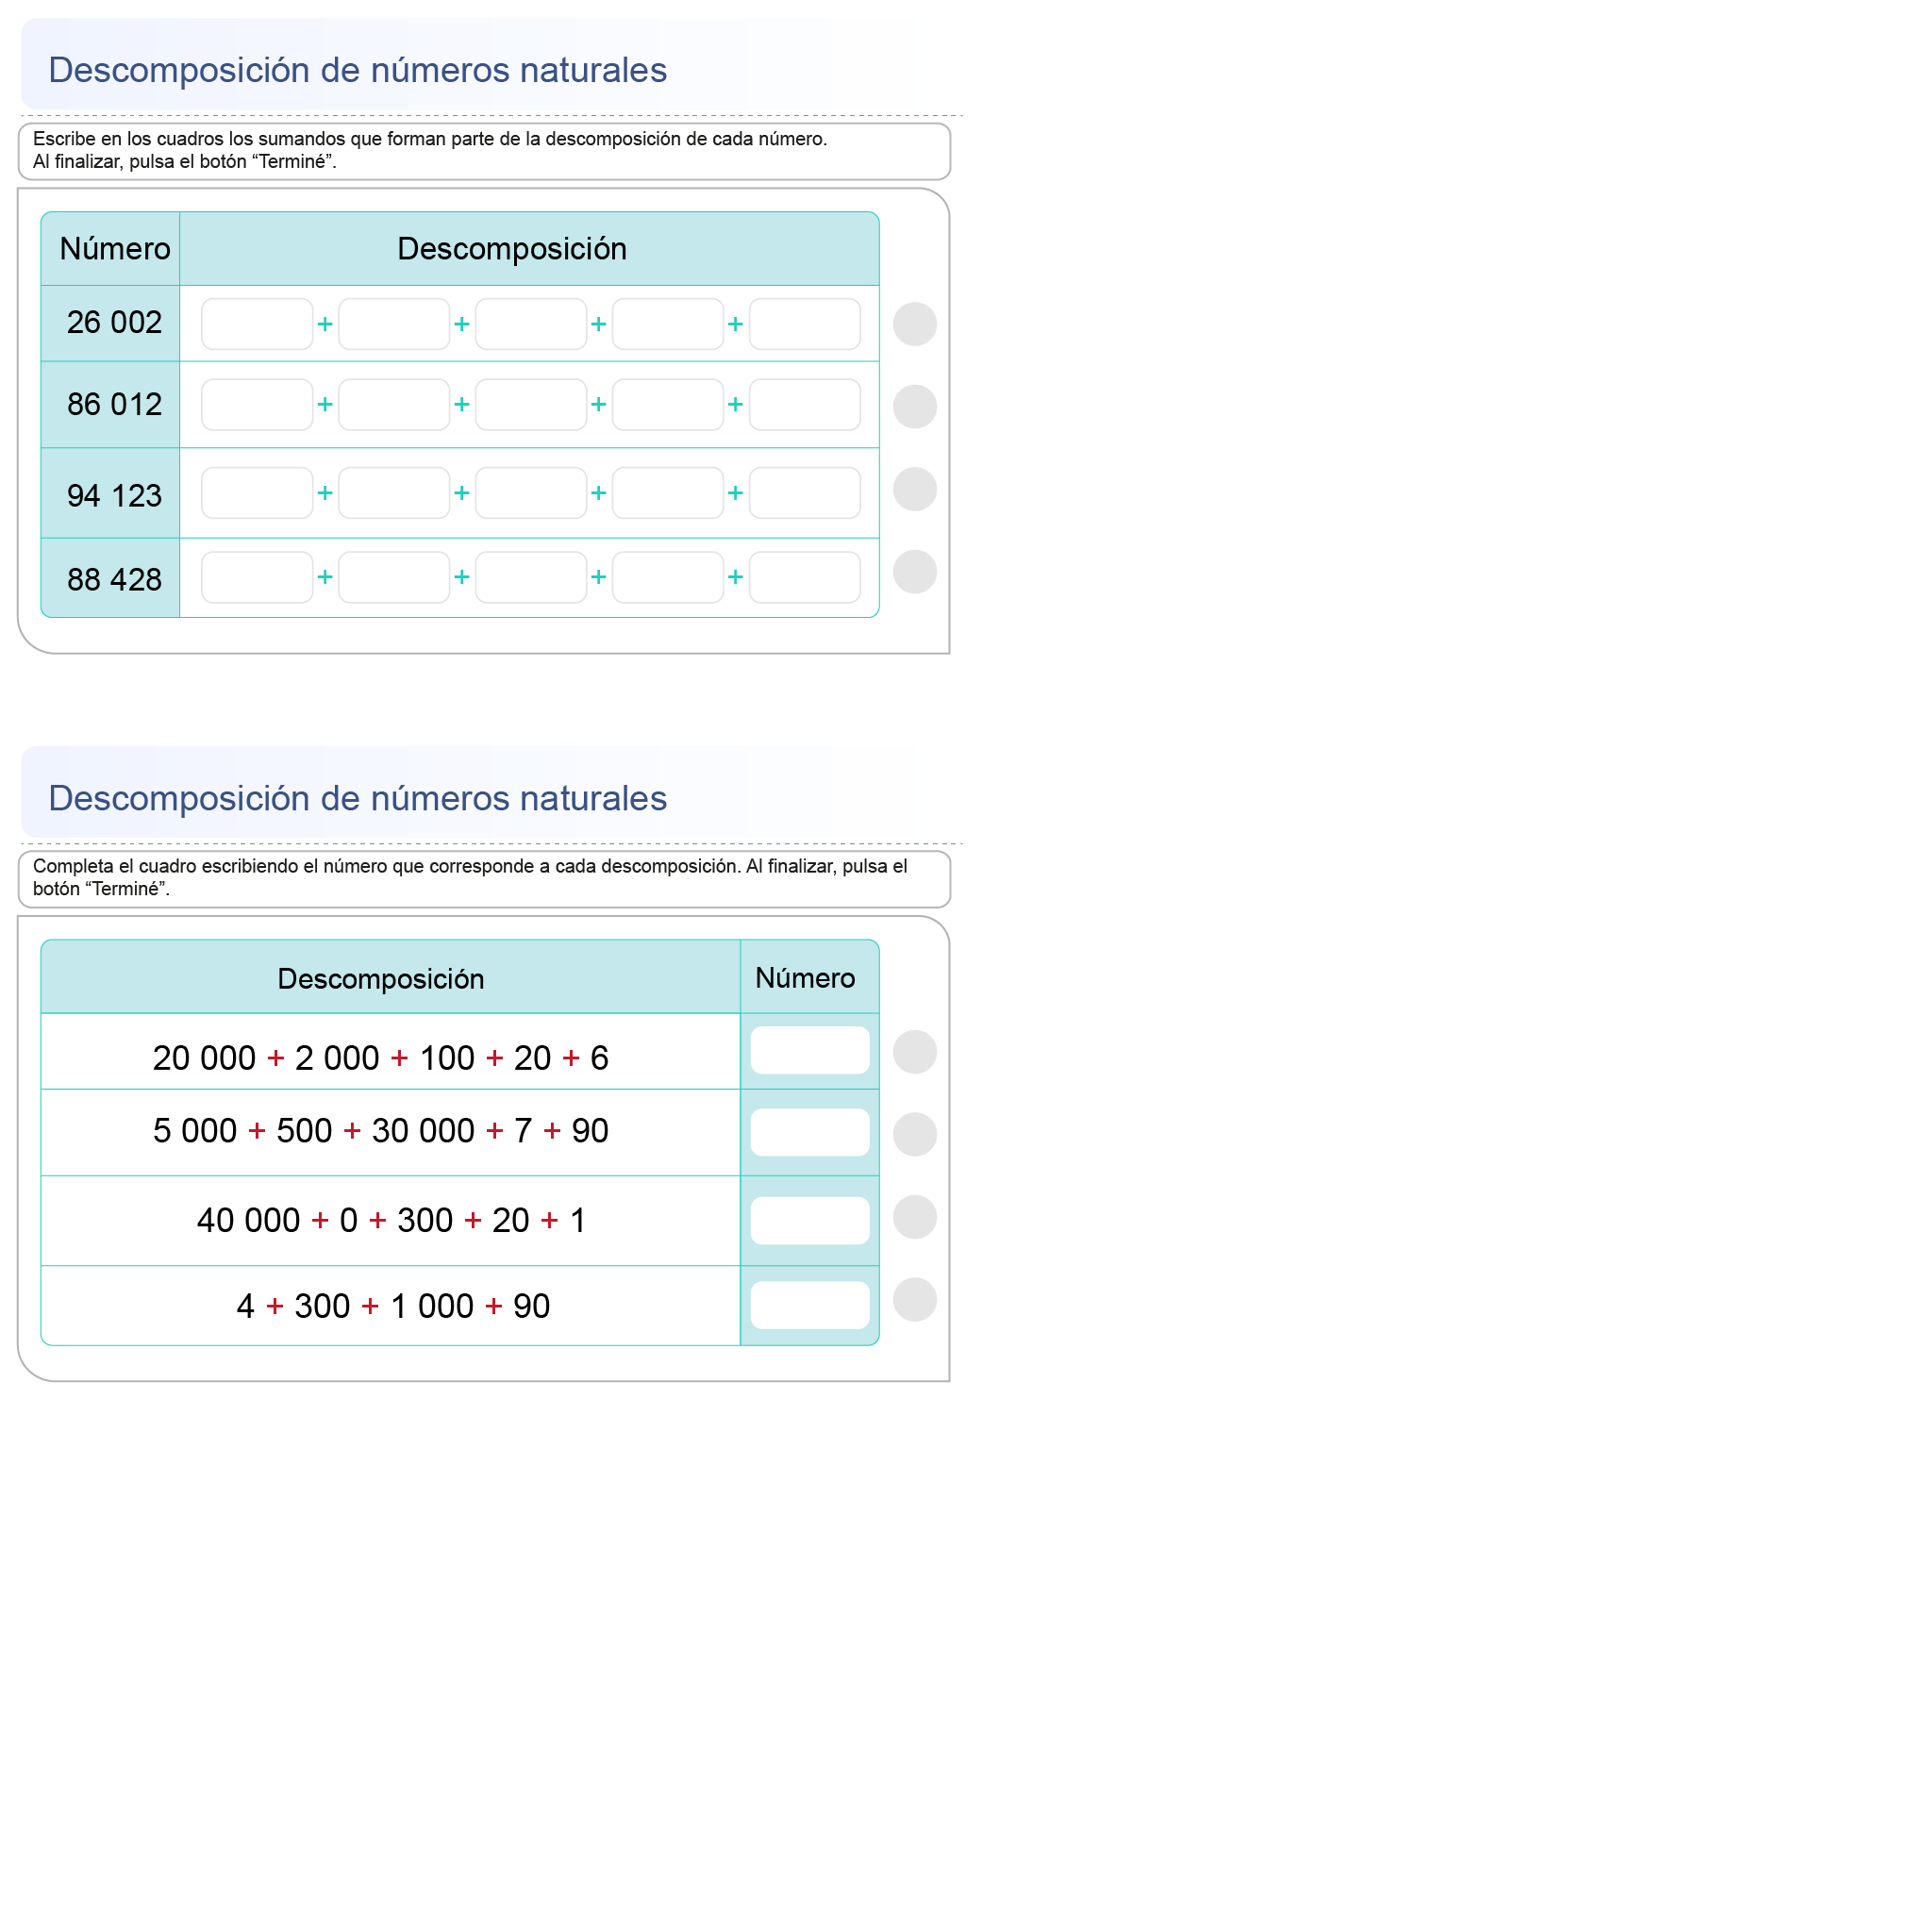 Descomposición de números naturales
Escribe en los cuadros los sumandos que forman parte de la descomposición de cada número.
Al finalizar, pulsa el botón “Terminé”.
Número Descomposición
26 002 + + + +
86 012 + + + +
94 123 + + + +
88 428 + + + +
Descomposición de números naturales
Completa el cuadro escribiendo el número que corresponde a cada descomposición. Al finalizar, pulsa el
botón “Terminé”.
Descomposición Número
20 000 + 2 000 + 100 + 20 + 6
5 000 + 500 + 30 000 + 7 + 90
40 000 + 0 + 300 + 20 + 1
4 + 300 + 1 000 + 90